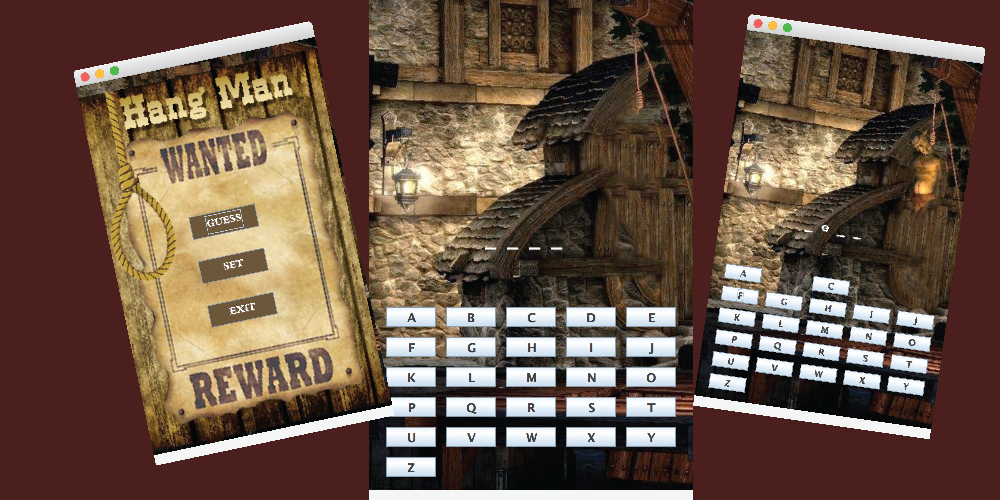 Hang Man
WANTED
GUESS
SET
EXIT
REWARD
_ _ _ _
A B C D E
F G H I J
K L M N O
P Q R S T
U V W X Y
Z
_ e _ _
A C
F G H I J
K L M N O
P Q R S T
U V W X Y
Z